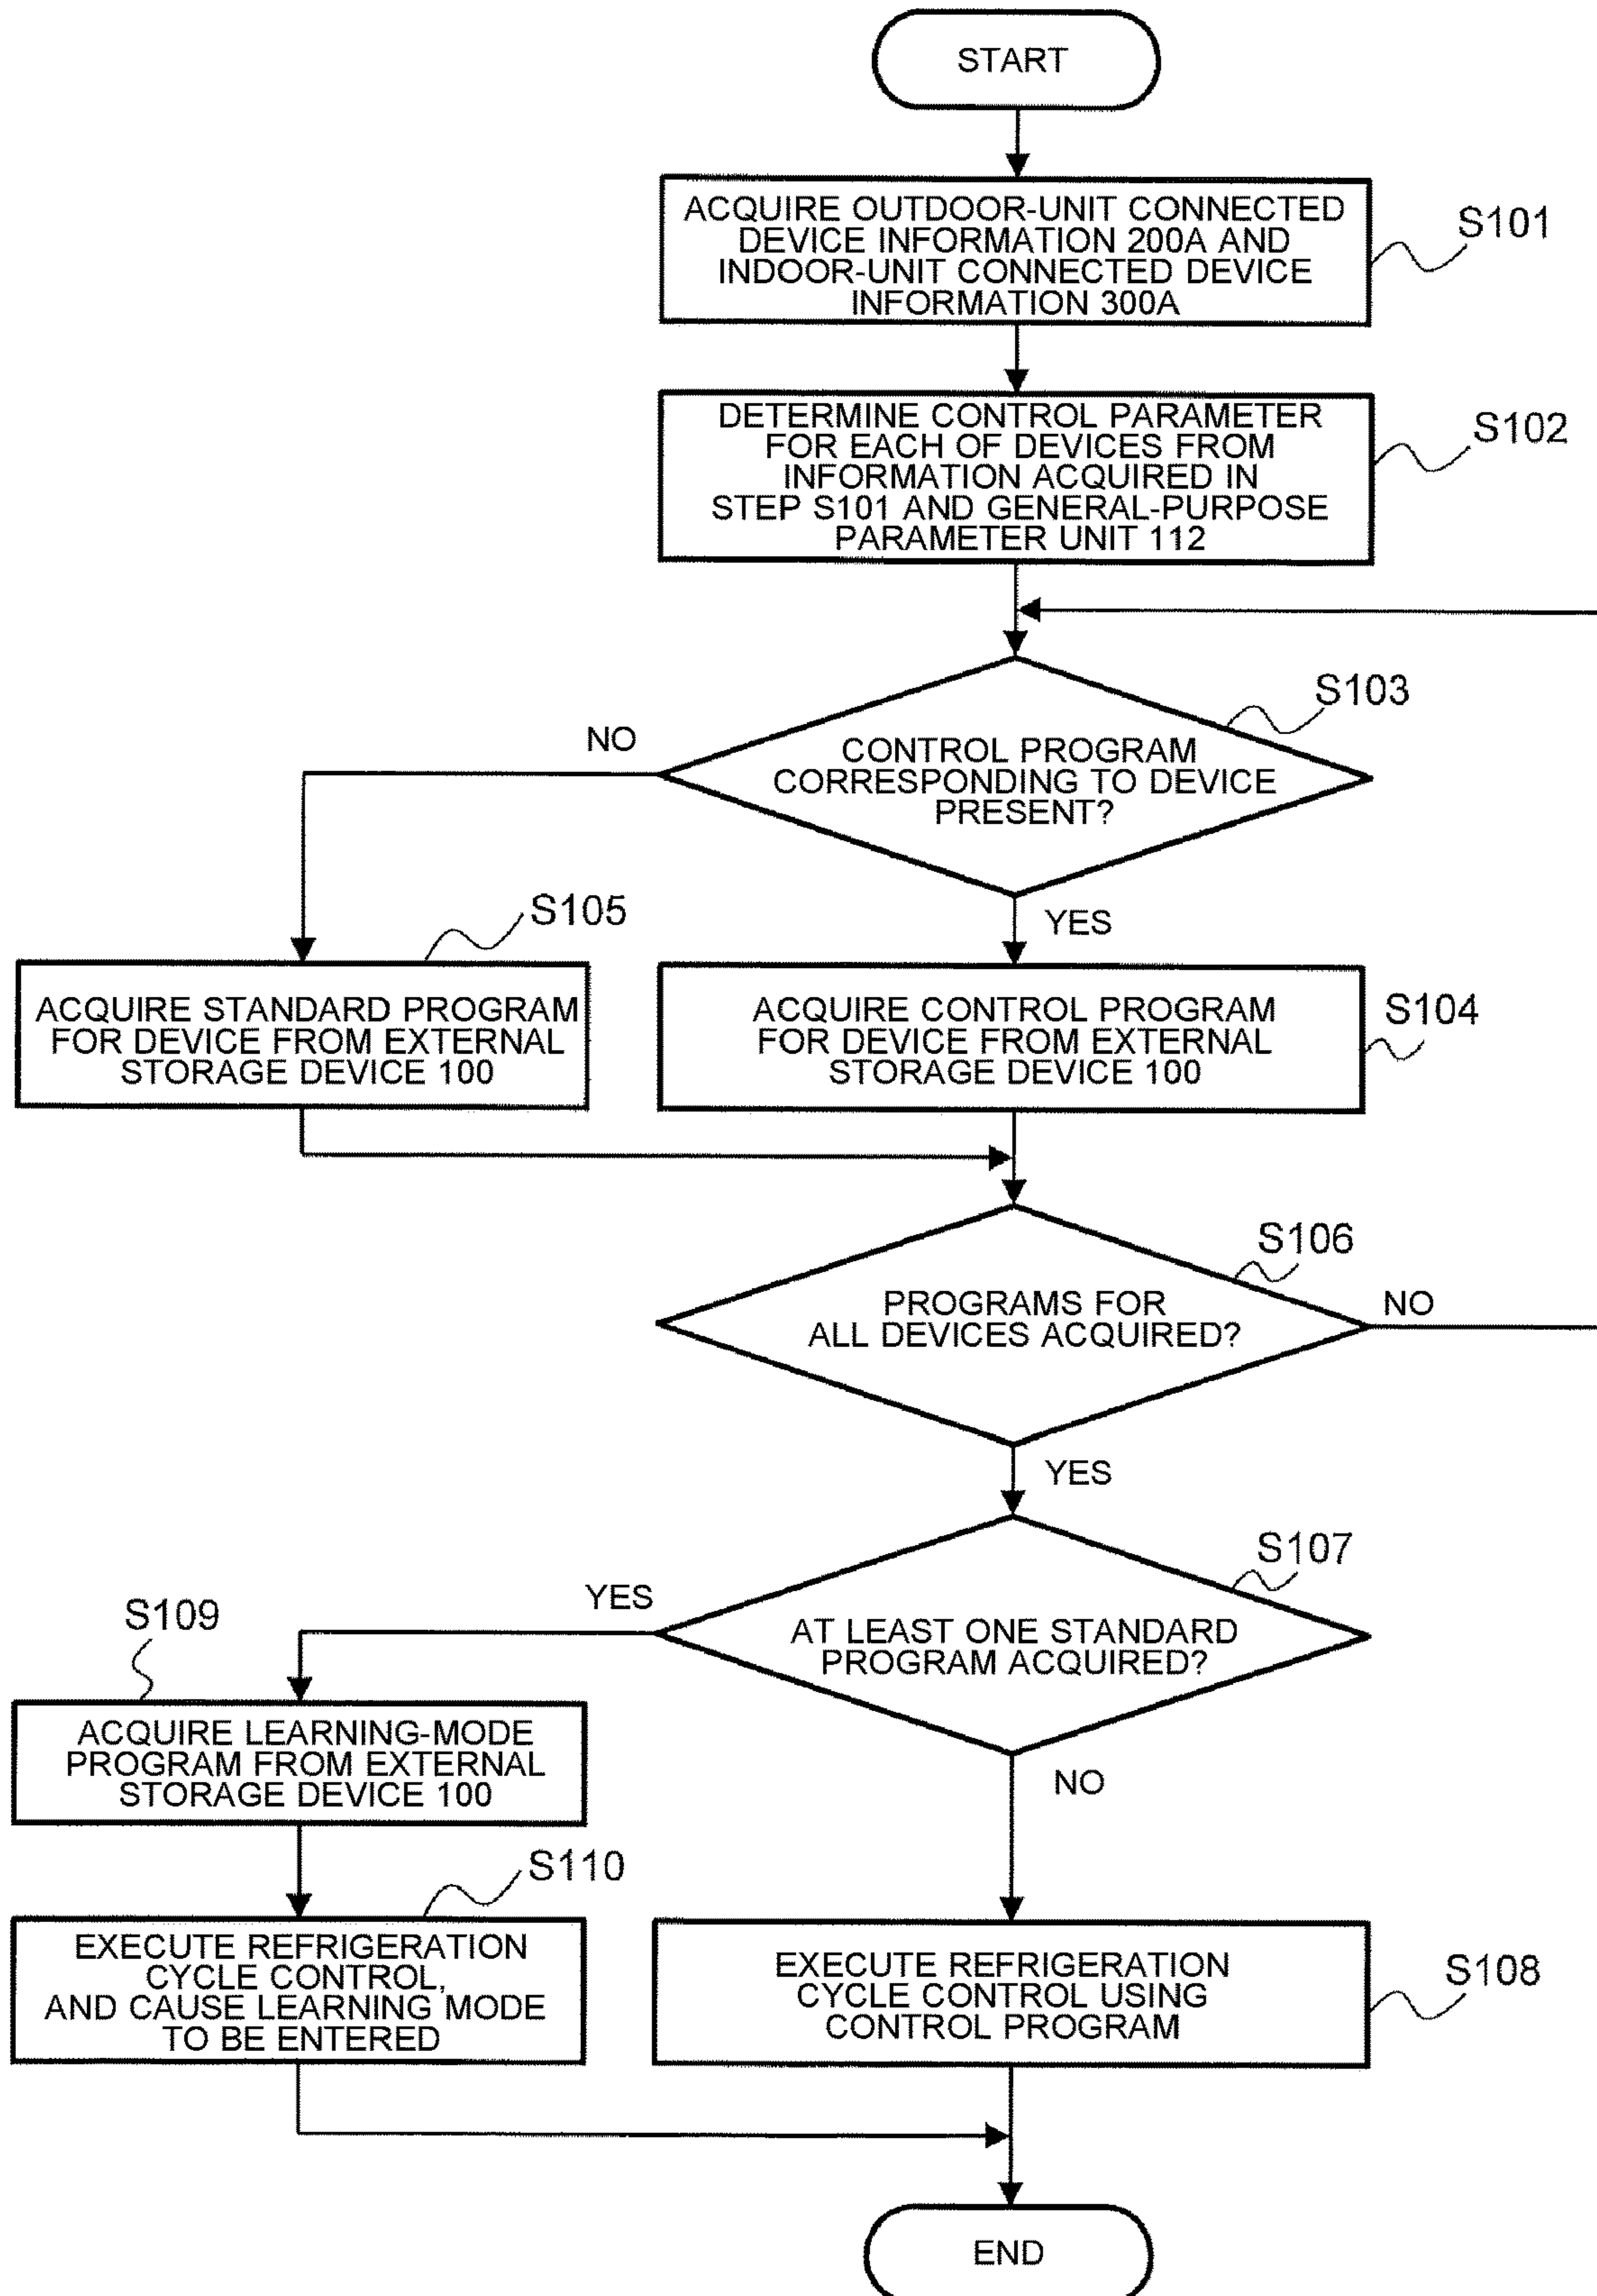 START
ACQUIRE OUTDOOR-UNIT CONNECTED
DEVICE INFORMATION 200A AND
INDOOR-UNIT CONNECTED DEVICE
INFORMATION 300A
S101
DETERMINE CONTROL PARAMETER
FOR EACH OF DEVICES FROM
INFORMATION ACQUIRED IN
STEP S101 AND GENERAL-PURPOSE
PARAMETER UNIT 112
S102
S103
NO
CONTROL PROGRAM
CORRESPONDING TO DEVICE
PRESENT?
YES
S105
ACQUIRE STANDARD PROGRAM
FOR DEVICE FROM EXTERNAL
STORAGE DEVICE 100
ACQUIRE CONTROL PROGRAM
FOR DEVICE FROM EXTERNAL
STORAGE DEVICE 100
S104
S106
PROGRAMS FOR
ALL DEVICES ACQUIRED?
NO
YES
S107
YES
AT LEAST ONE STANDARD
PROGRAM ACQUIRED?
NO
S109
ACQUIRE LEARNING-MODE
PROGRAM FROM EXTERNAL
STORAGE DEVICE 100
S110
EXECUTE REFRIGERATION
CYCLE CONTROL,
AND CAUSE LEARNING MODE
TO BE ENTERED
EXECUTE REFRIGERATION
CYCLE CONTROL USING
CONTROL PROGRAM
S108
END